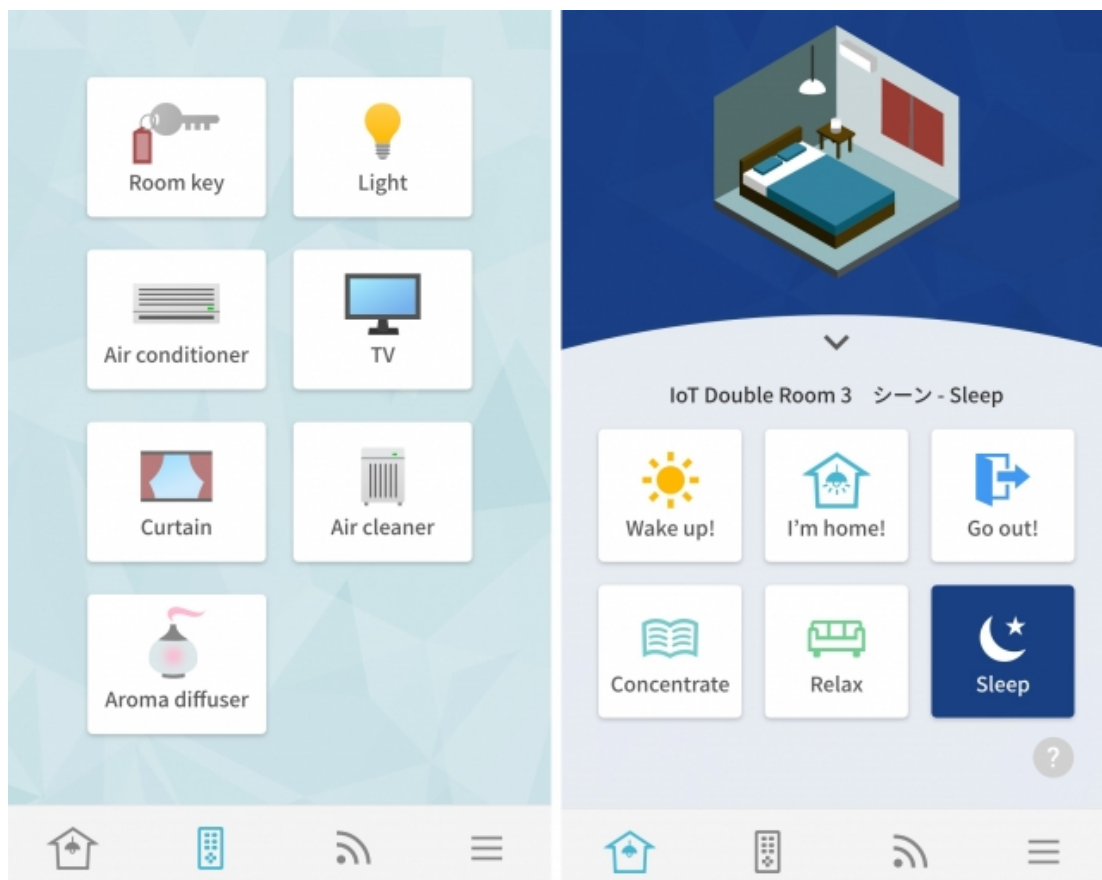 Room key
Light
Air conditioner
TV
Curtain
Air cleaner
Aroma diffuser
IoT Double Room 3　シーン - Sleep
Wake up!
I'm home!
Go out!
Concentrate
Relax
Sleep
?